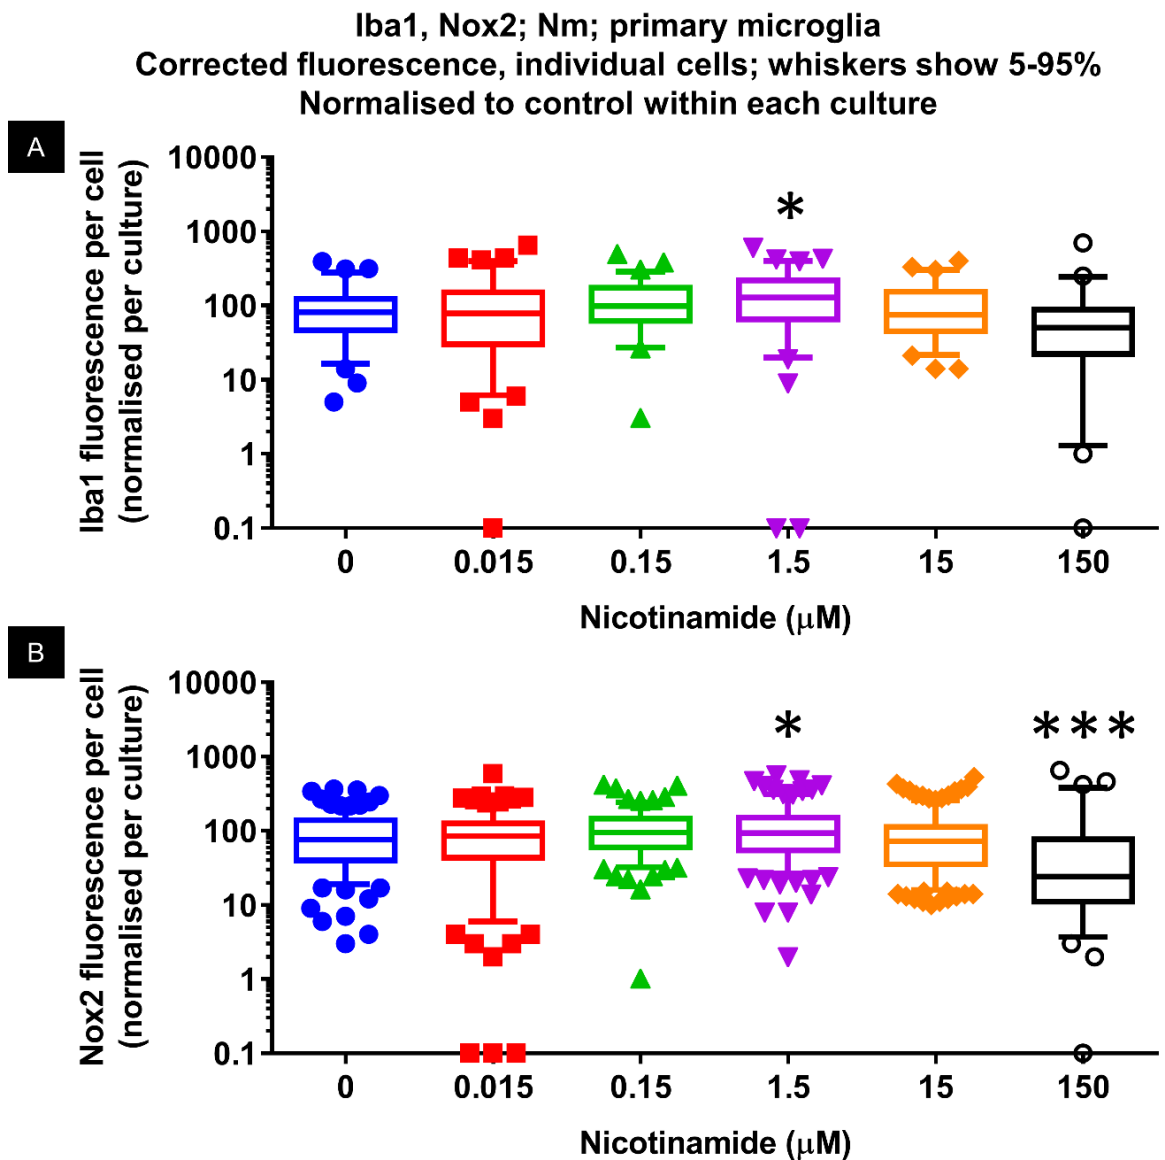 Iba1, Nox2; Nm; primary microglia
Corrected fluorescence, individual cells; whiskers show 5-95%
Normalised to control within each culture
A
Iba1 fluorescence per cell
(normalised per culture)
10000
1000
100
10
1
0.1
*
0 0.015 0.15 1.5 15 150
Nicotinamide (μM)
B
Nox2 fluorescence per cell
(normalised per culture)
10000
1000
100
10
1
0.1
* ***
0 0.015 0.15 1.5 15 150
Nicotinamide (μM)